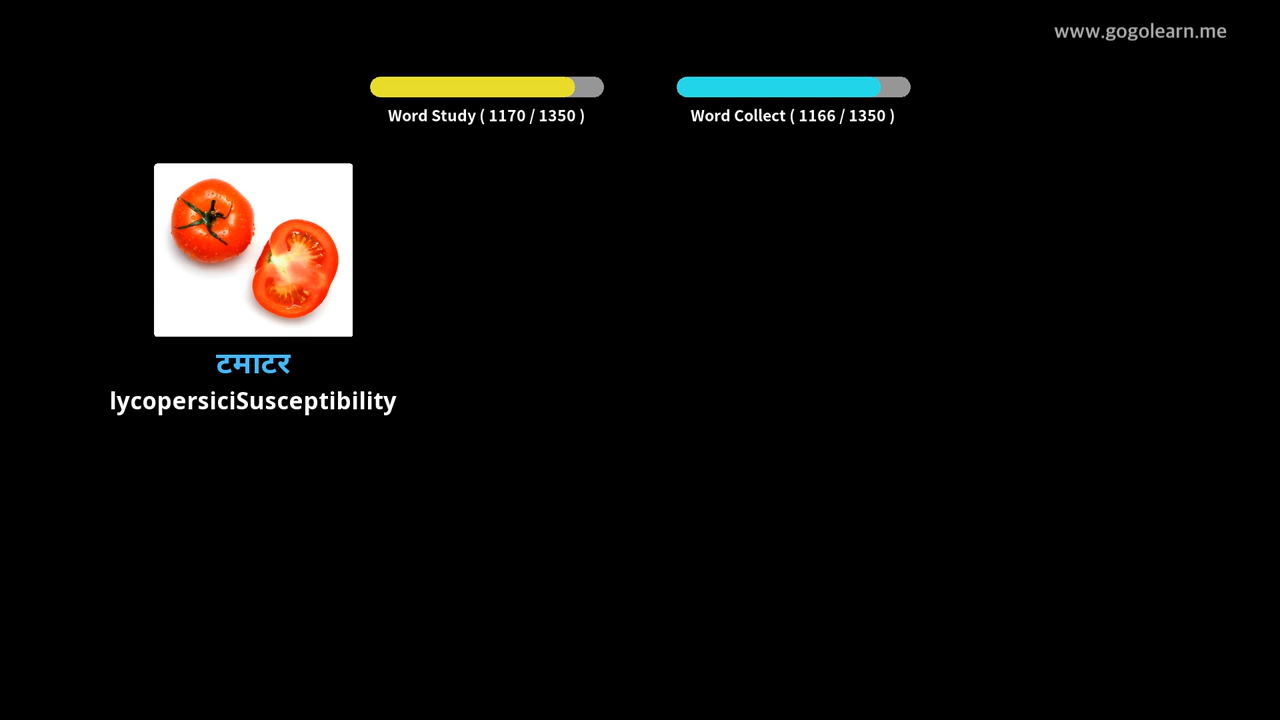 www.gogolearn.me
Word Study ( 1170 / 1350 )
Word Collect ( 1166 / 1350 )
टमाटर
lycopersiciSusceptibility